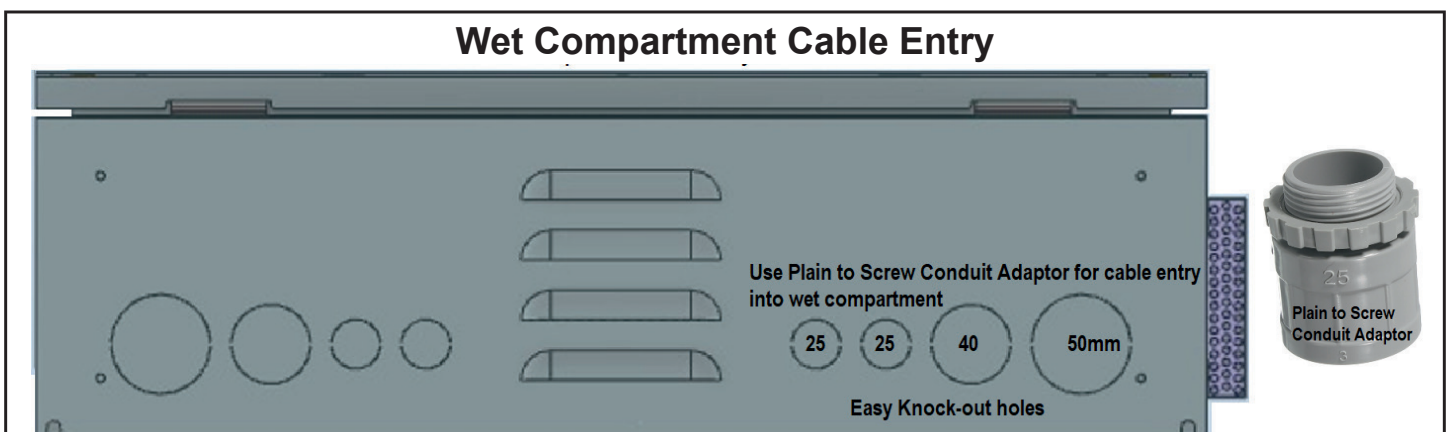 Wet Compartment Cable Entry
Use Plain to Screw Conduit Adaptor for cable entry
into wet compartment
25
25
40
50mm
Easy Knock-out holes
25
Plain to Screw
Conduit Adaptor
3